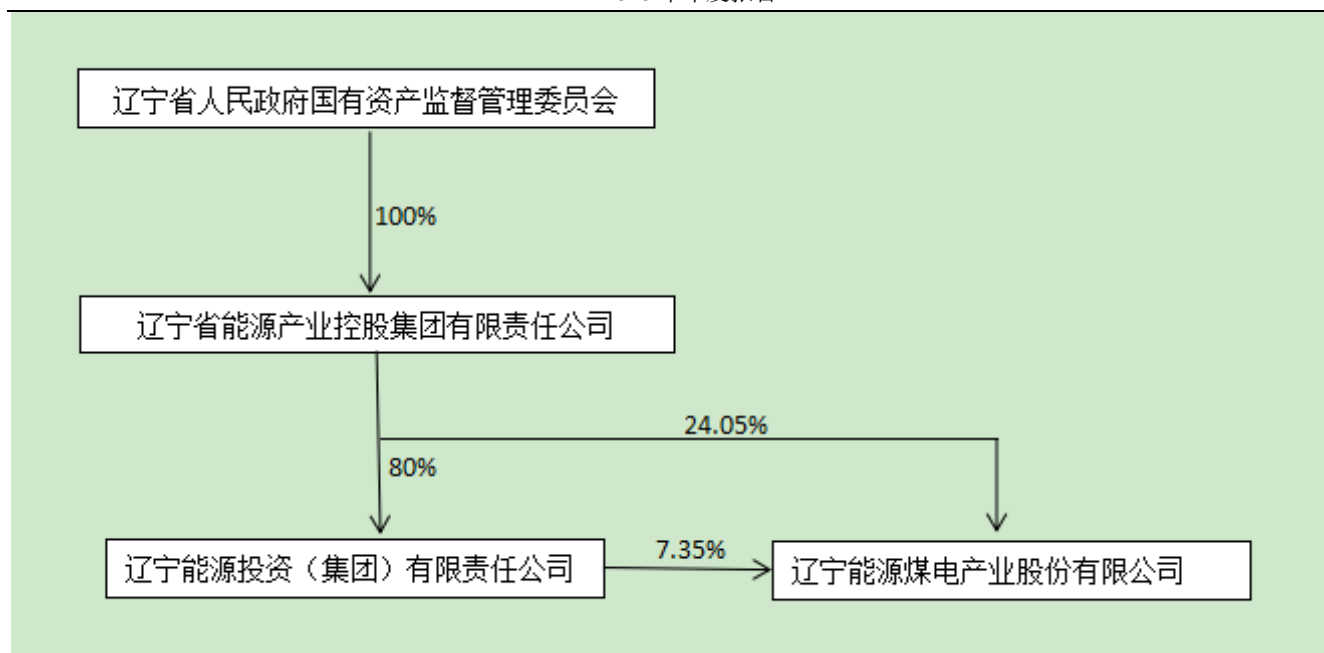 辽宁省人民政府国有资产监督管理委员会
100%
辽宁省能源产业控股集团有限责任公司
24.05%
80%
辽宁能源投资（集团）有限责任公司
7.35%
辽宁能源煤电产业股份有限公司